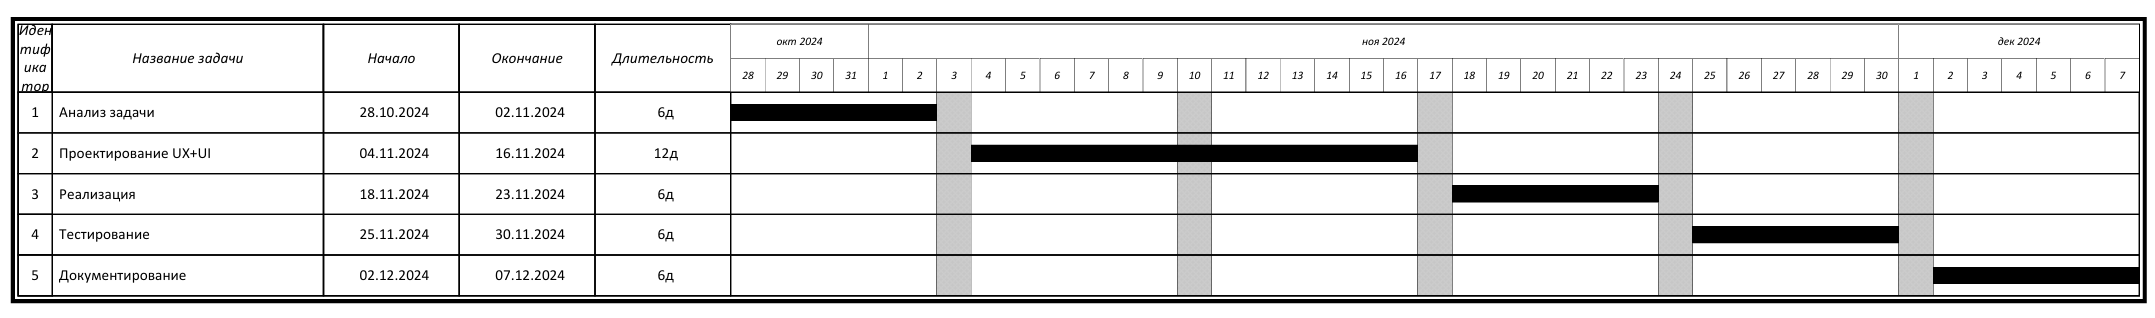 Иден
тиф
ика
тор
Название задачи Начало Окончание Длительность
окт 2024 ноя 2024 дек 2024
28 29 30 31 1 2 3 4 5 6 7 8 9 10 11 12 13 14 15 16 17 18 19 20 21 22 23 24 25 26 27 28 29 30 1 2 3 4 5 6 7
1 Анализ задачи 28.10.2024 02.11.2024 6д
2 Проектирование UX+UI 04.11.2024 16.11.2024 12д
3 Реализация 18.11.2024 23.11.2024 6д
4 Тестирование 25.11.2024 30.11.2024 6д
5 Документирование 02.12.2024 07.12.2024 6д